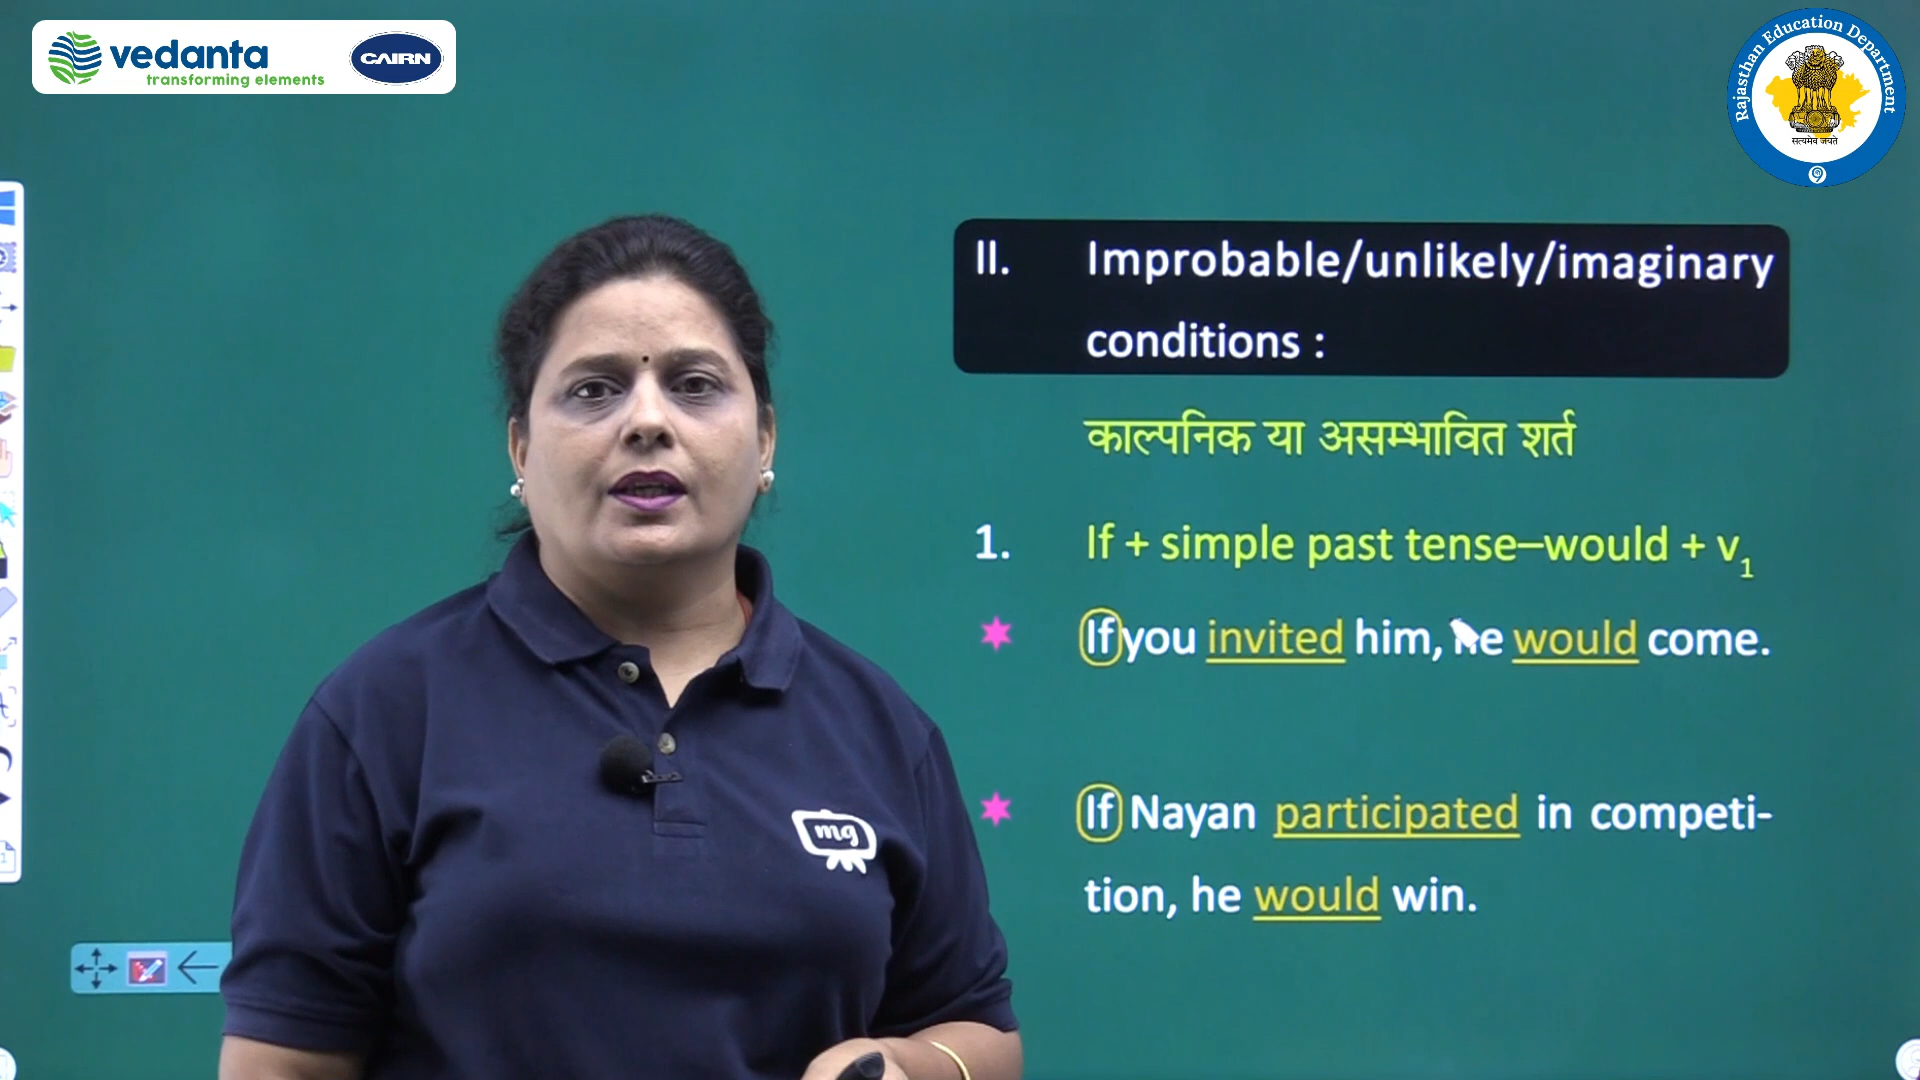 vedanta
transforming elements
CAIRN
Rajasthan Education Department
सत्यमेव जयते
II. Improbable/unlikely/imaginary
conditions :
काल्पनिक या असम्भावित शर्त
1. If + simple past tense–would + v₁
If you invited him, he would come.
If Nayan participated in competi-
tion, he would win.
mg